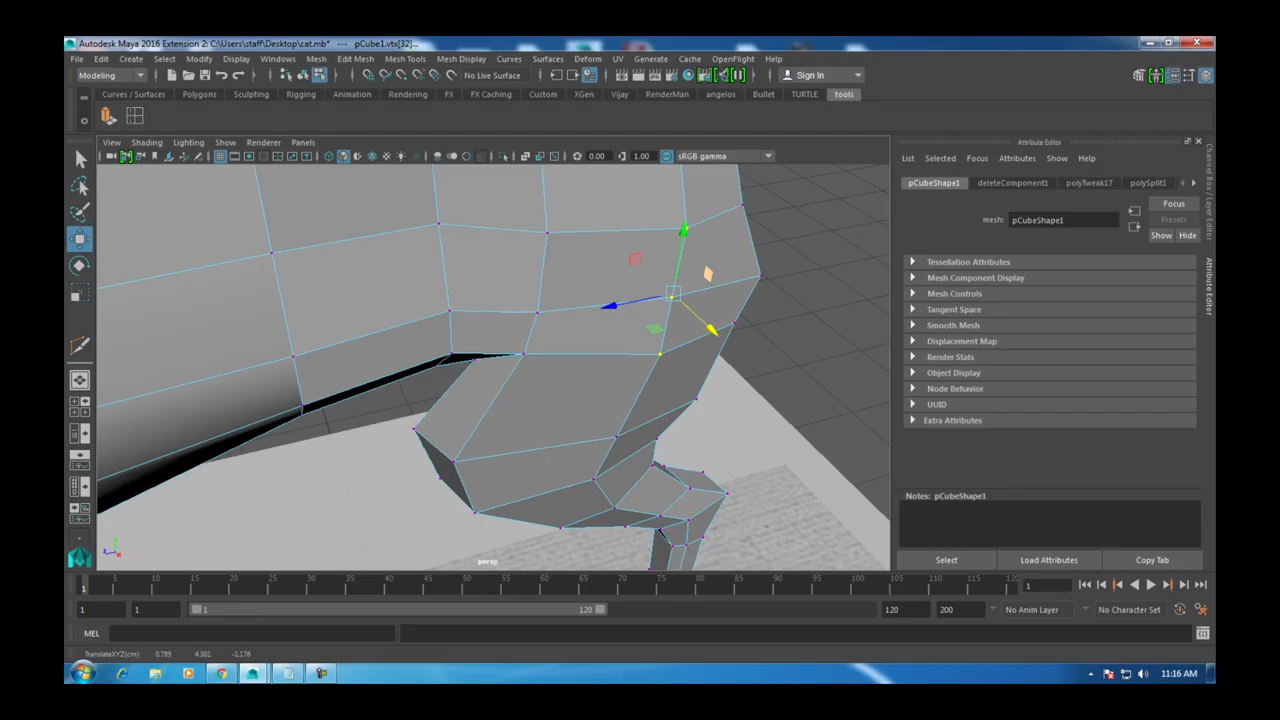 Autodesk Maya 2016 Extension 2: C:\Users\staff\Desktop\cat.mb* --- pCube1.vtx[32]...
File Edit Create Select Modify Display Windows Mesh Edit Mesh Mesh Tools Mesh Display Curves Surfaces Deform UV Generate Cache OpenFlight Help
Modeling No Live Surface Sign In
Curves / Surfaces Polygons Sculpting Rigging Animation Rendering FX FX Caching Custom XGen Vijay RenderMan angelos Bullet TURTLE tools
View Shading Lighting Show Renderer Panels
0.00 1.00 sRGB gamma
Attribute Editor
List Selected Focus Attributes Show Help
pCubeShape1 deleteComponent1 polyTweak17 polySplit1
Focus
Presets
mesh: pCubeShape1
Show Hide
Tessellation Attributes
Mesh Component Display
Mesh Controls
Tangent Space
Smooth Mesh
Displacement Map
Render Stats
Object Display
Node Behavior
UUID
Extra Attributes
Notes: pCubeShape1
Select Load Attributes Copy Tab
Channel Box / Layer Editor
Attribute Editor
persp
5 10 15 20 25 30 35 40 45 50 55 60 65 70 75 80 85 90 95 100 105 110 115 120
1 1
1 1 1 120 120 200 No Anim Layer No Character Set
MEL
TranslateXYZ(cm): 0.789 4.301 -1.176
11:16 AM